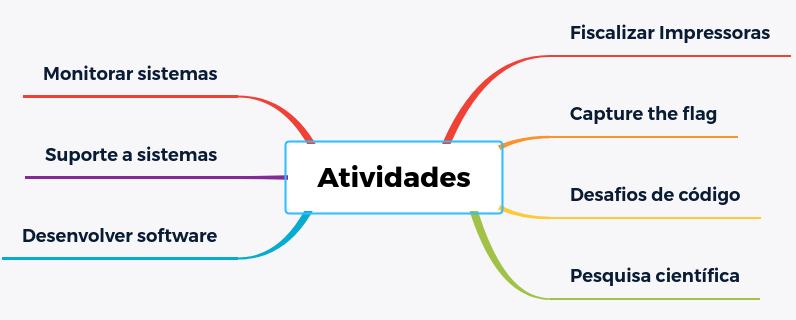 Atividades
Fiscalizar Impressoras
Capture the flag
Desafios de código
Pesquisa científica
Monitorar sistemas
Suporte a sistemas
Desenvolver software